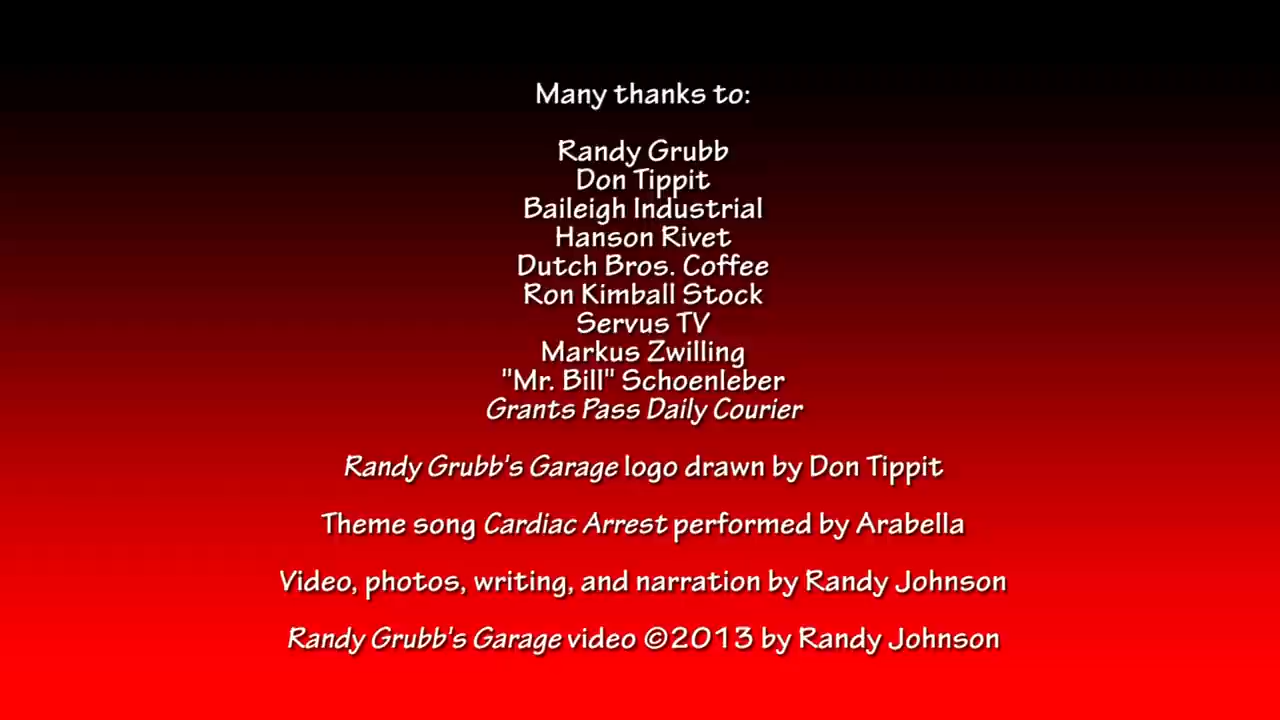 Many thanks to:
Randy Grubb
Don Tippit
Baileigh Industrial
Hanson Rivet
Dutch Bros. Coffee
Ron Kimball Stock
Servus TV
Markus Zwilling
"Mr. Bill" Schoenleber
Grants Pass Daily Courier
Randy Grubb's Garage logo drawn by Don Tippit
Theme song Cardiac Arrest performed by Arabella
Video, photos, writing, and narration by Randy Johnson
Randy Grubb's Garage video ©2013 by Randy Johnson